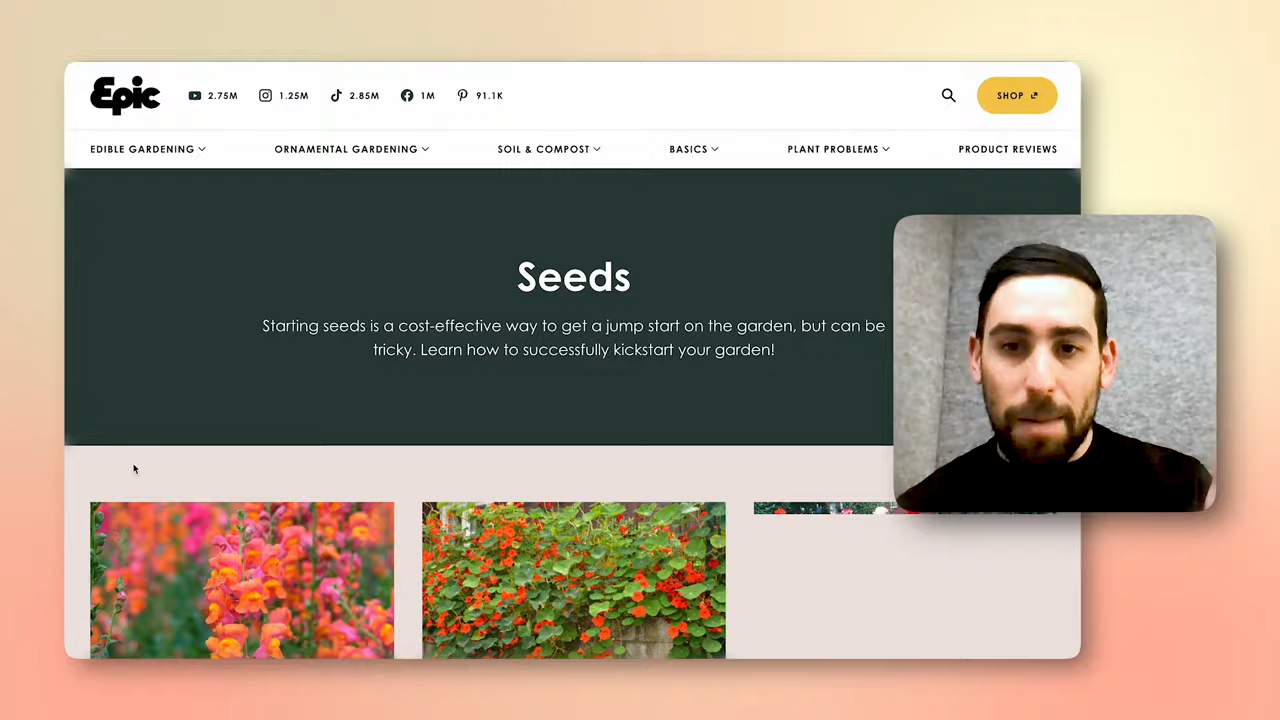 Epic
2.75M
1.25M
2.85M
1M
91.1K
SHOP
EDIBLE GARDENING
ORNAMENTAL GARDENING
SOIL & COMPOST
BASICS
PLANT PROBLEMS
PRODUCT REVIEWS
Seeds
Starting seeds is a cost-effective way to get a jump start on the garden, but can be
tricky. Learn how to successfully kickstart your garden!